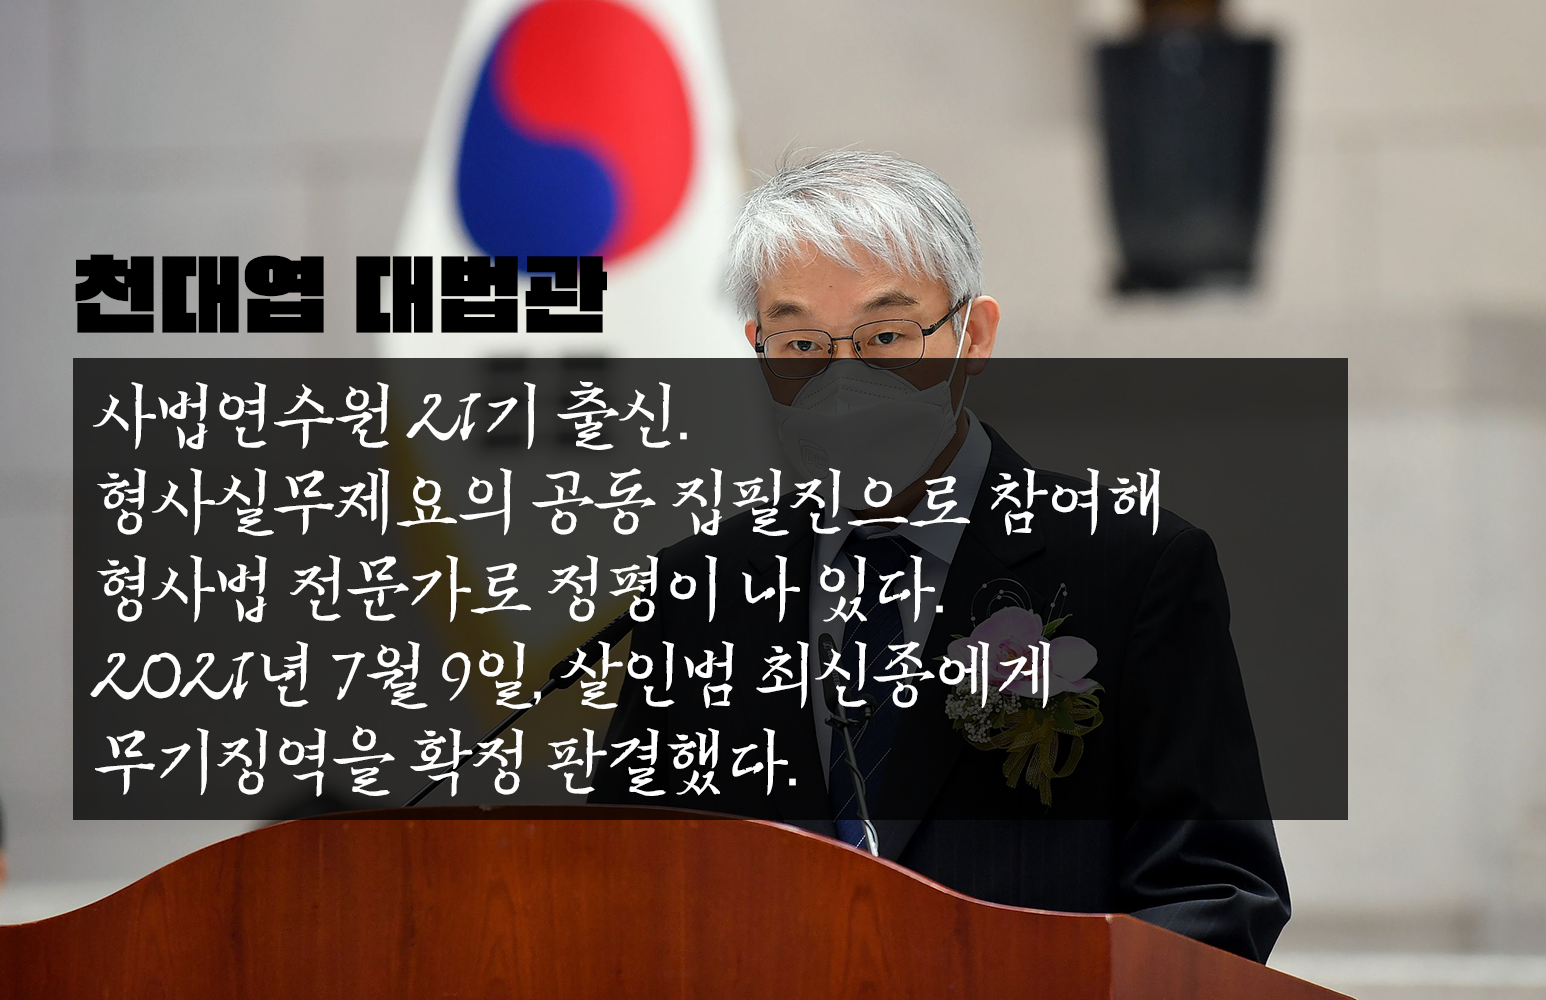 천대엽 대법관
사법연수원 21기 출신.
형사실무제요의 공동 집필진으로 참여해
형사법 전문가로 정평이 나 있다.
2021년 7월 9일, 살인범 최신종에게
무기징역을 확정 판결했다.